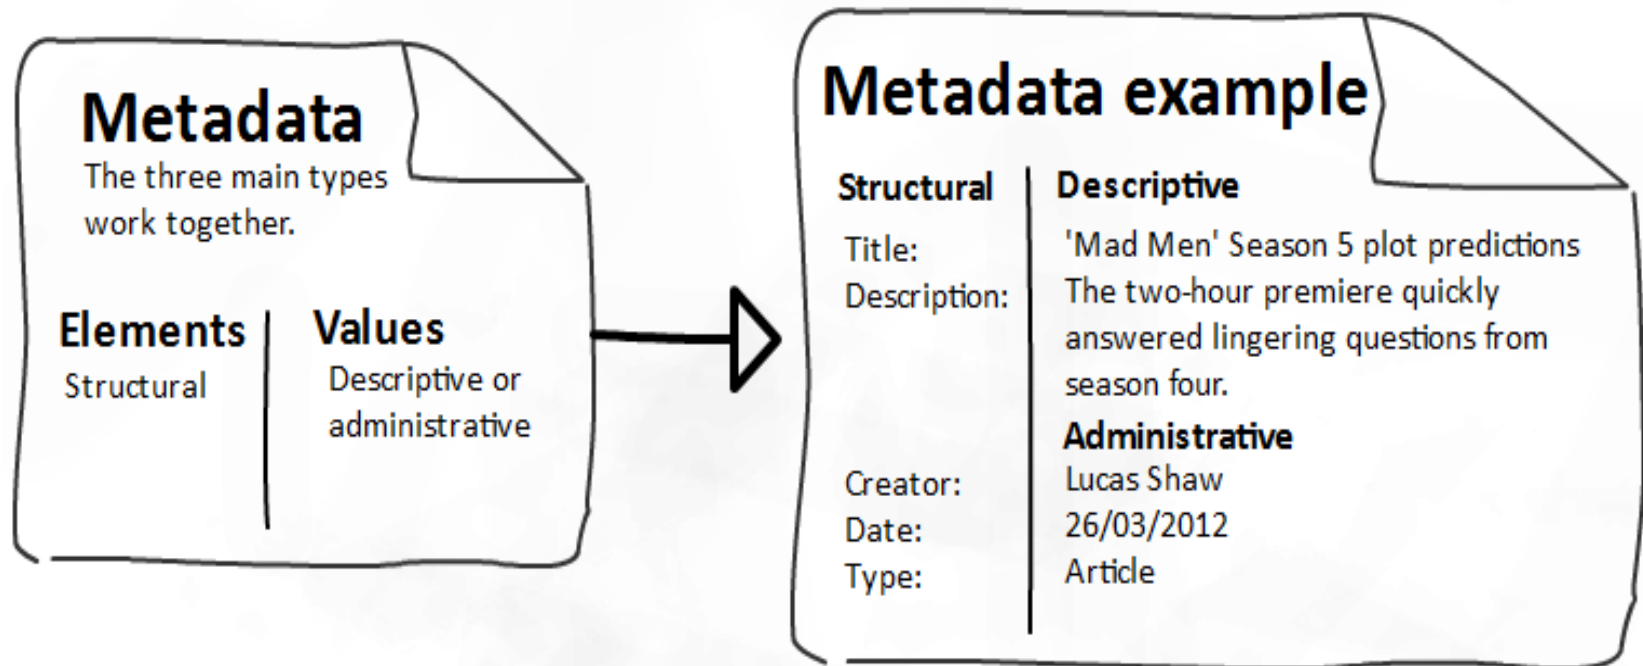 Metadata
The three main types
work together.
Elements
Structural
Values
Descriptive or
administrative
Metadata example
Structural
Title:
Description:
Creator:
Date:
Type:
Descriptive
'Mad Men' Season 5 plot predictions
The two-hour premiere quickly
answered lingering questions from
season four.
Administrative
Lucas Shaw
26/03/2012
Article